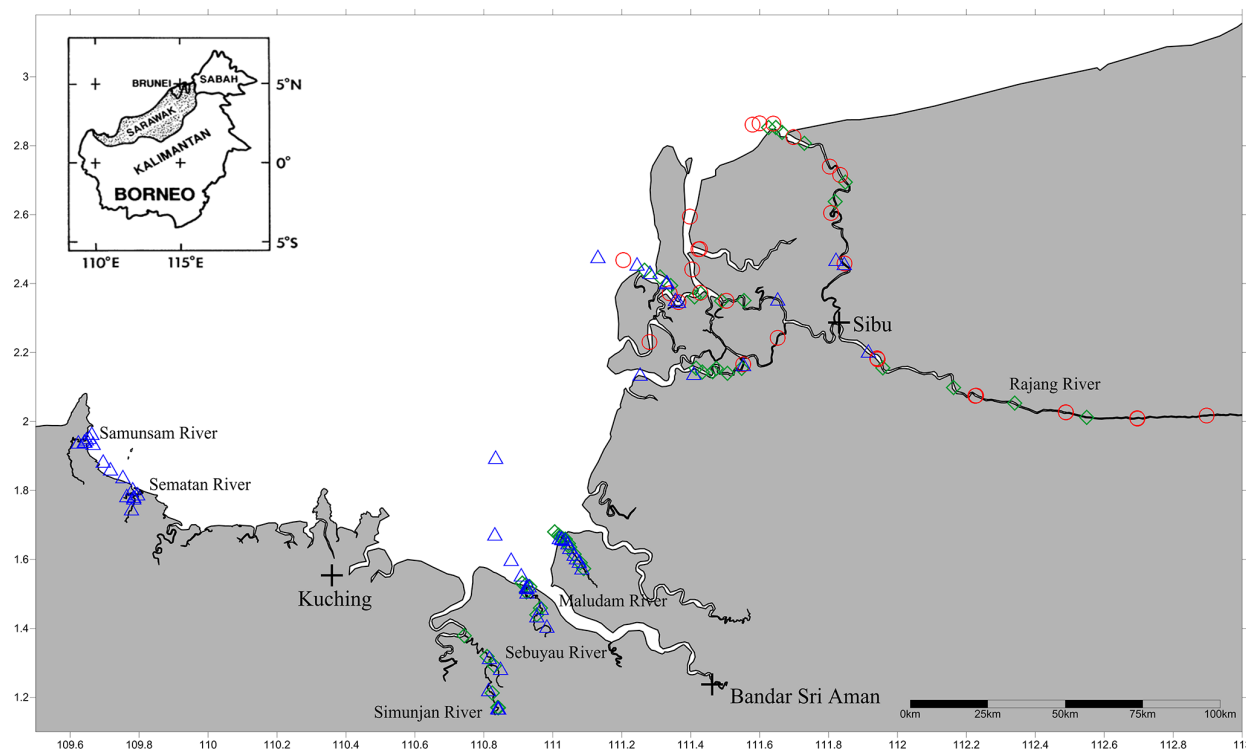 BRUNEI
SABAH
5°N
SARAWAK
KALIMANTAN
0°
BORNEO
5°S
110°E
115°E
3
2.8
2.6
2.4
2.2
2
1.8
1.6
1.4
1.2
Sibu
Rajang River
Samunsam River
Sematan River
Kuching
Maludam River
Sebuyau River
Simunjan River
Bandar Sri Aman
0km 25km 50km 75km 100km
109.6 109.8 110 110.2 110.4 110.6 110.8 111 111.2 111.4 111.6 111.8 112 112.2 112.4 112.6 112.8 11